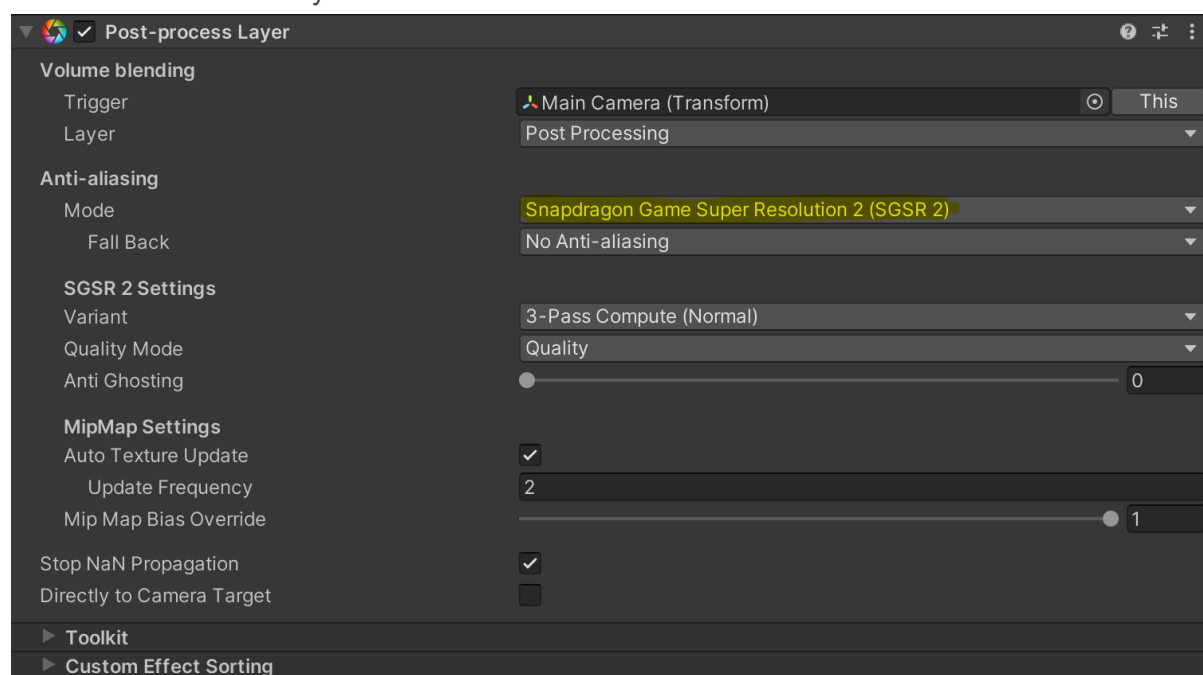 Post-process Layer
Volume blending
Trigger Main Camera (Transform) This
Layer Post Processing
Anti-aliasing
Mode Snapdragon Game Super Resolution 2 (SGSR 2)
Fall Back No Anti-aliasing
SGSR 2 Settings
Variant 3-Pass Compute (Normal)
Quality Mode Quality
Anti Ghosting 0
MipMap Settings
Auto Texture Update
Update Frequency 2
Mip Map Bias Override 1
Stop NaN Propagation
Directly to Camera Target
Toolkit
Custom Effect Sorting